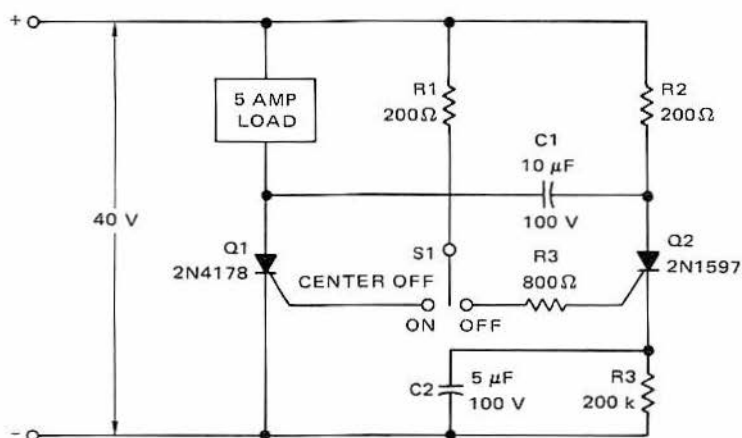 +
5 AMP
LOAD
R1
200Ω
R2
200Ω
C1
10 μF
100 V
40 V
Q1
2N4178
S1
CENTER OFF
ON OFF
R3
800Ω
Q2
2N1597
C2
5 μF
100 V
R3
200 k
−